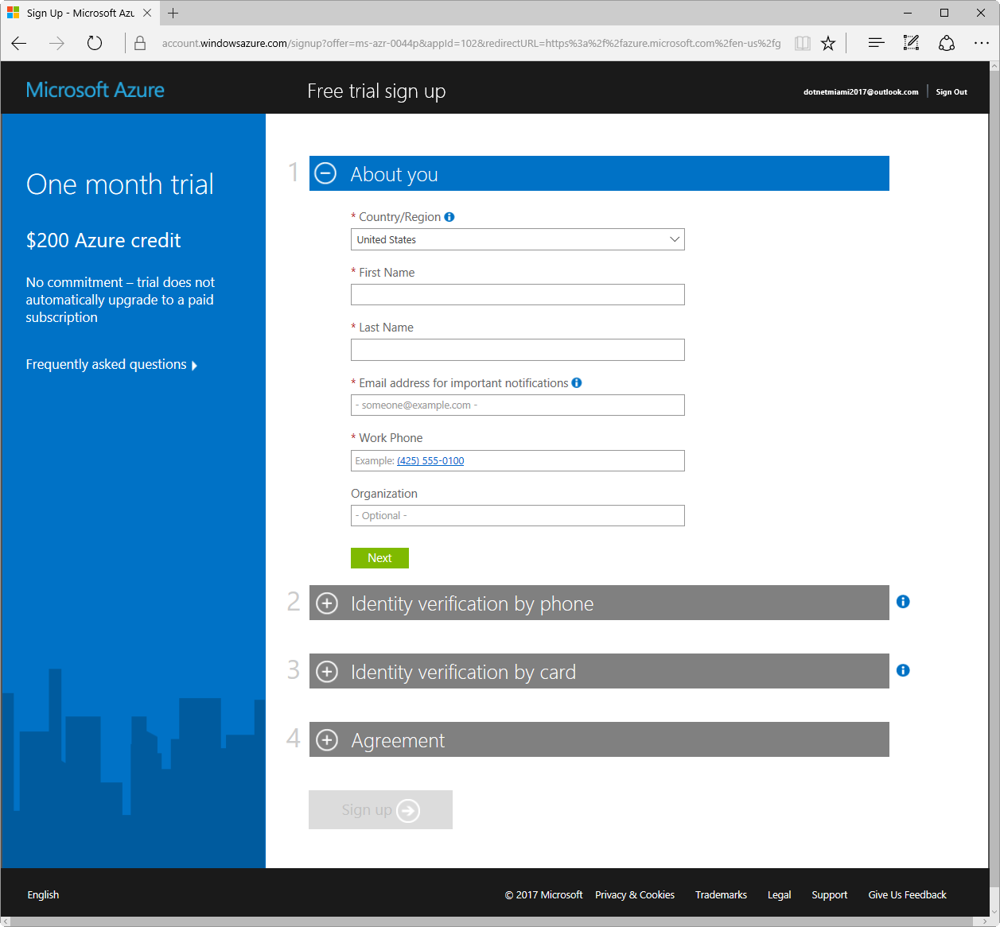 Sign Up - Microsoft Azu
account.windowsazure.com/signup?offer=ms-azr-0044p&appId=102&redirectURL=https%3a%2f%2fazure.microsoft.com%2fen-us%2fg
Microsoft Azure
Free trial sign up
dotnetmiami2017@outlook.com
Sign Out
One month trial
$200 Azure credit
No commitment – trial does not
automatically upgrade to a paid
subscription
Frequently asked questions
1 About you
* Country/Region
United States
* First Name
* Last Name
* Email address for important notifications
- someone@example.com -
* Work Phone
Example: (425) 555-0100
Organization
- Optional -
Next
2 Identity verification by phone
3 Identity verification by card
4 Agreement
Sign up
English
© 2017 Microsoft Privacy & Cookies Trademarks Legal Support Give Us Feedback